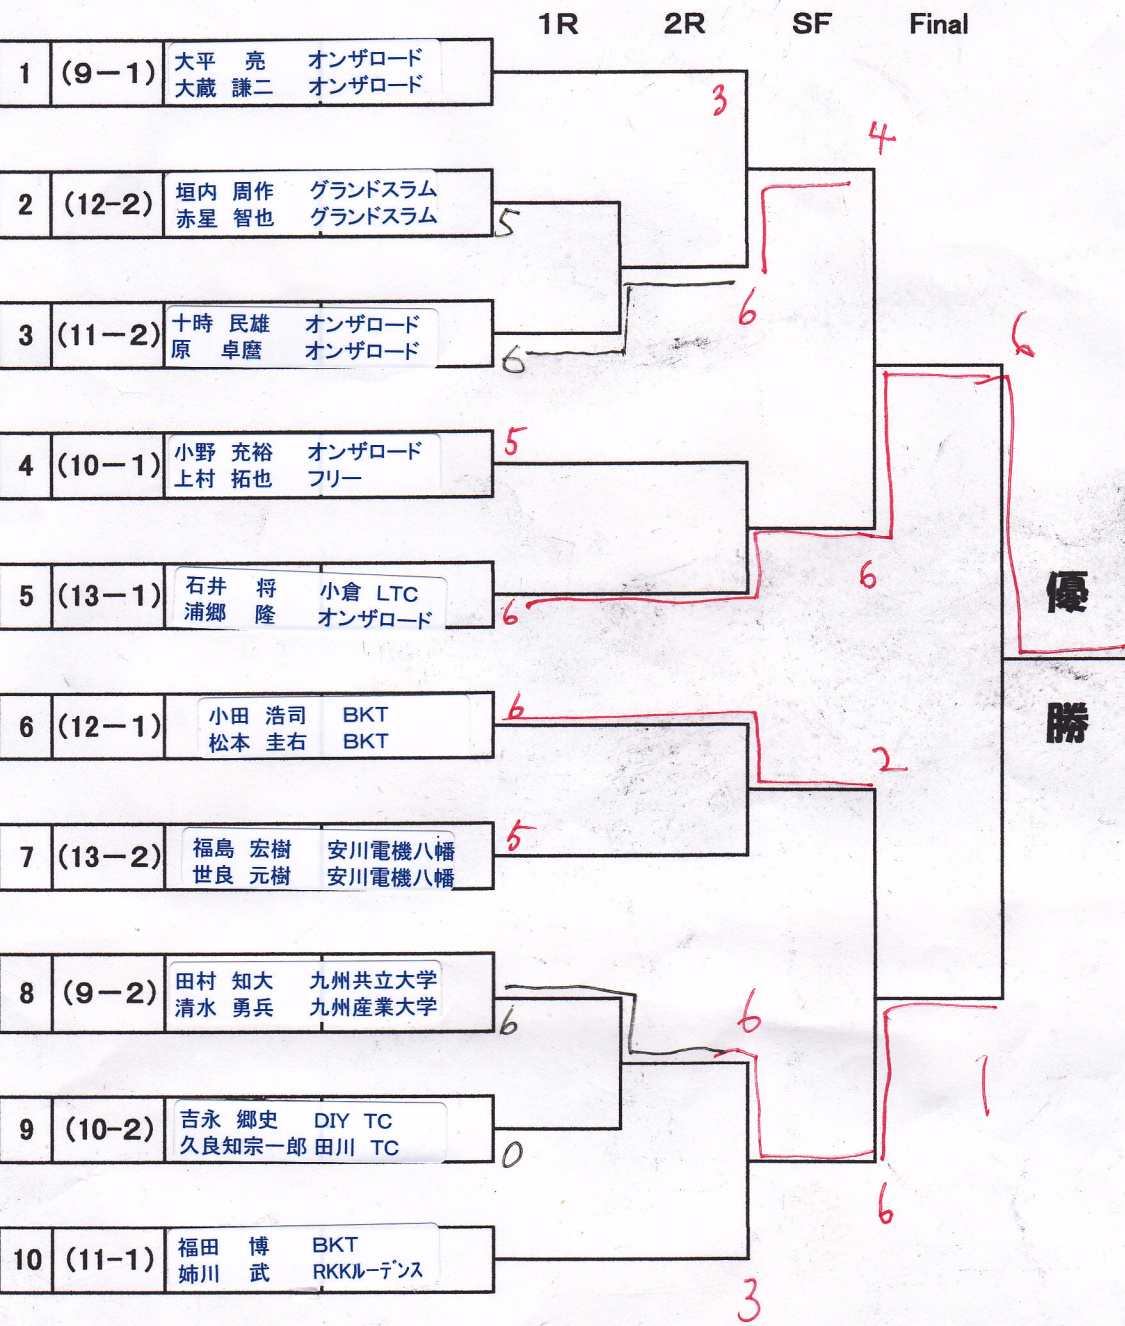 1R 2R SF Final
1 (9-1) 大平 亮 オンザロード
大蔵 謙二 オンザロード
3
4
2 (12-2) 垣内 周作 グランドスラム
赤星 智也 グランドスラム
5
6
3 (11-2) 十時 民雄 オンザロード
原 卓麿 オンザロード
6
6
4 (10-1) 小野 充裕 オンザロード
上村 拓也 フリー
5
5 (13-1) 石井 将 小倉 LTC
浦郷 隆 オンザロード
6
6
優勝
6 (12-1) 小田 浩司 BKT
松本 圭右 BKT
6
2
7 (13-2) 福島 宏樹 安川電機八幡
世良 元樹 安川電機八幡
5
8 (9-2) 田村 知大 九州共立大学
清水 勇兵 九州産業大学
6
6
1
9 (10-2) 吉永 郷史 DIY TC
久良知宗一郎 田川 TC
0
6
10 (11-1) 福田 博 BKT
姉川 武 RKKルーデンス
3